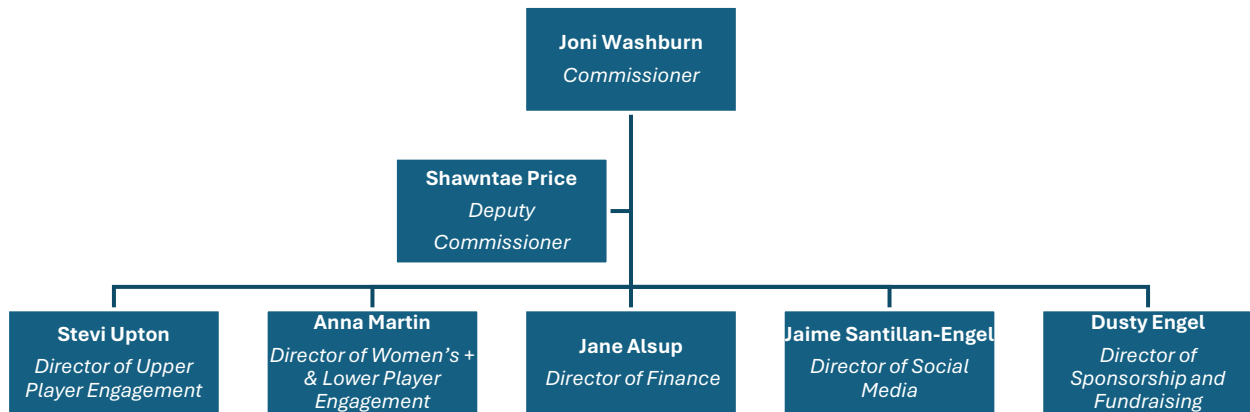 Joni Washburn
Commissioner
Shawntae Price
Deputy
Commissioner
Stevi Upton
Director of Upper
Player Engagement
Anna Martin
Director of Women’s +
& Lower Player
Engagement
Jane Alsup
Director of Finance
Jaime Santillan-Engel
Director of Social
Media
Dusty Engel
Director of
Sponsorship and
Fundraising